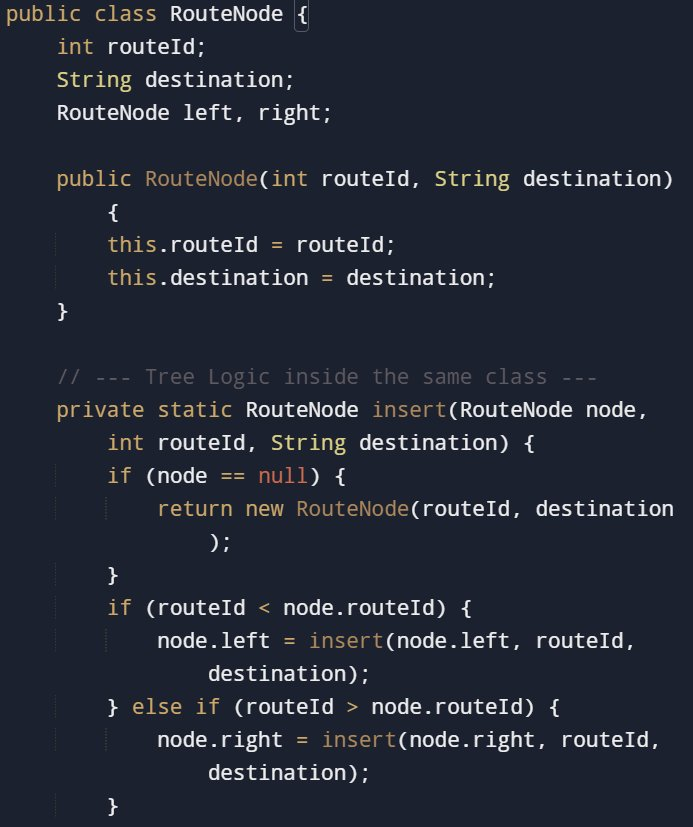 public class RouteNode {
int routeId;
String destination;
RouteNode left, right;
public RouteNode(int routeId, String destination)
{
this.routeId = routeId;
this.destination = destination;
}
// --- Tree Logic inside the same class ---
private static RouteNode insert(RouteNode node,
int routeId, String destination) {
if (node == null) {
return new RouteNode(routeId, destination
);
}
if (routeId < node.routeId) {
node.left = insert(node.left, routeId,
destination);
} else if (routeId > node.routeId) {
node.right = insert(node.right, routeId,
destination);
}